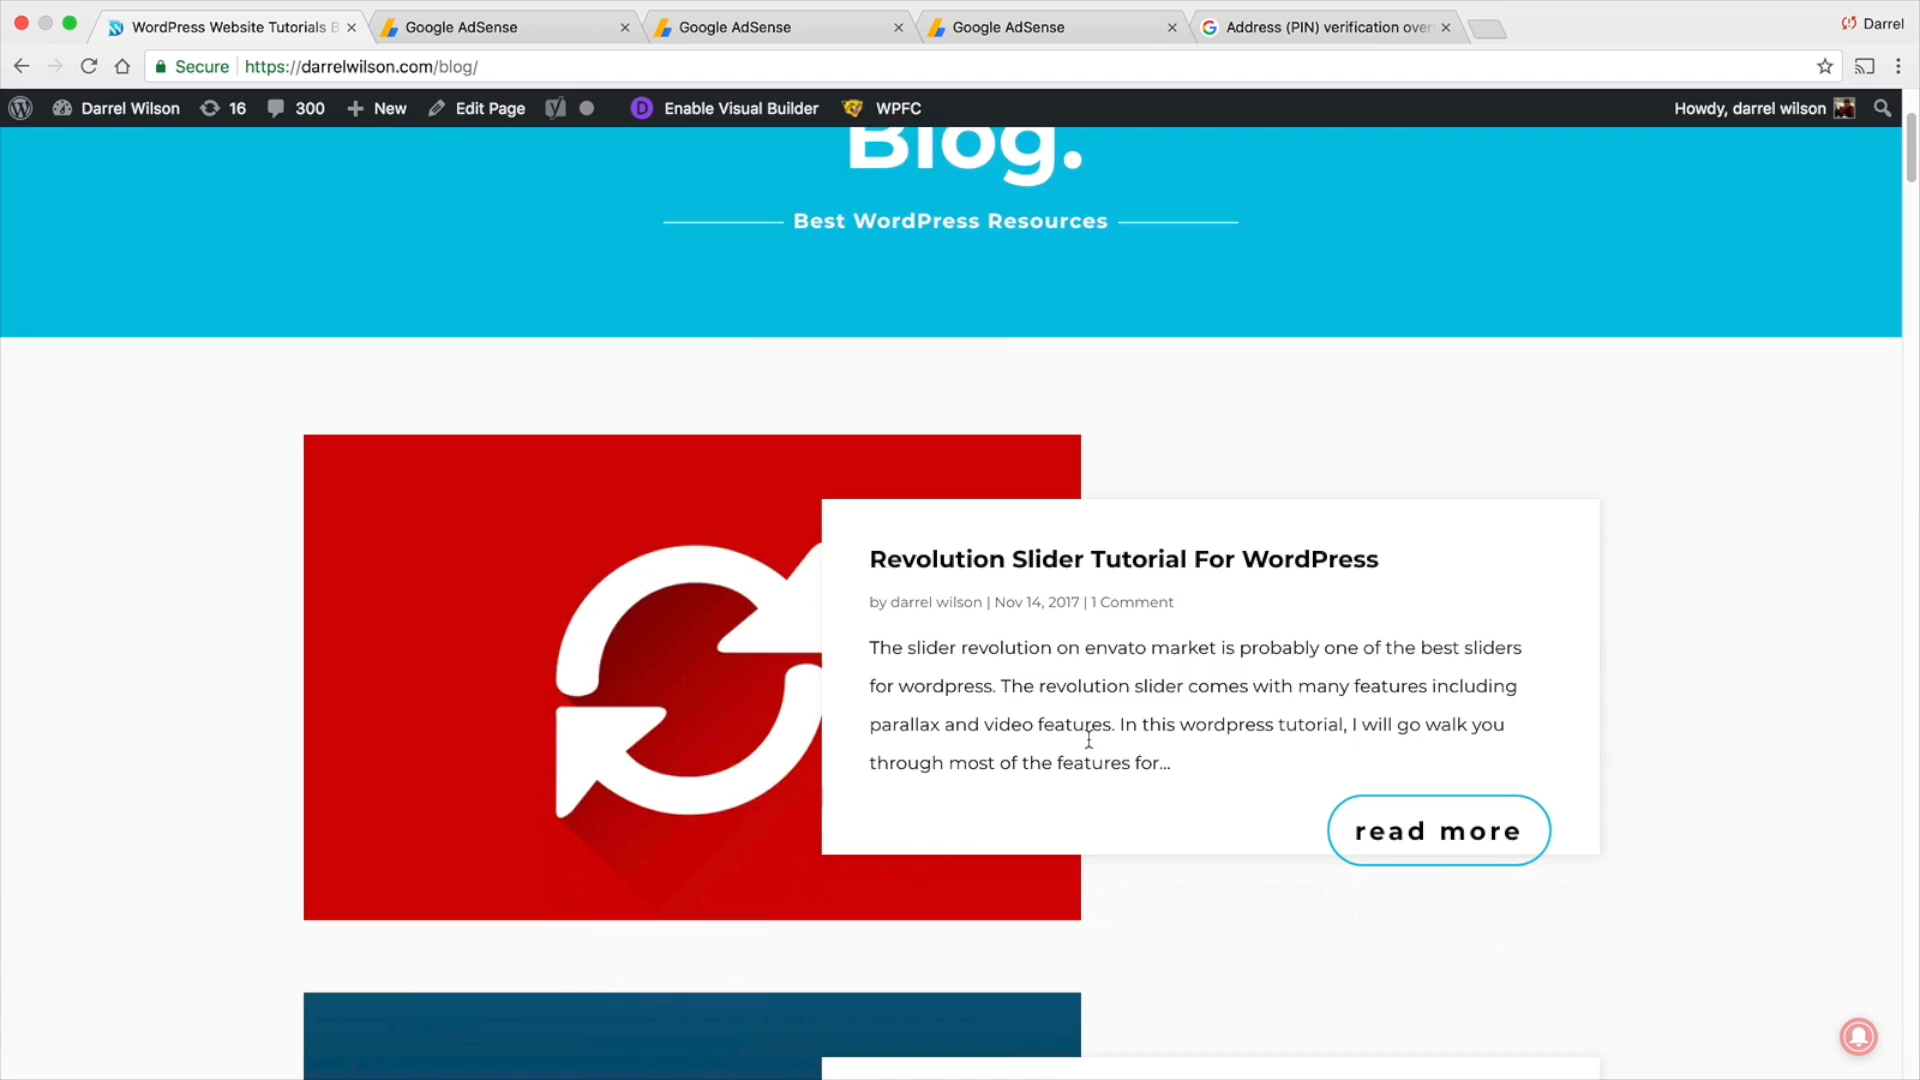 WordPress Website Tutorials B
Google AdSense
Google AdSense
Google AdSense
Address (PIN) verification over
Darrel
Secure
https://darrelwilson.com/blog/
Darrel Wilson
16
300
New
Edit Page
D
Enable Visual Builder
WPFC
Howdy, darrel wilson
Blog.
Best WordPress Resources
Revolution Slider Tutorial For WordPress
by darrel wilson | Nov 14, 2017 | 1 Comment
The slider revolution on envato market is probably one of the best sliders
for wordpress. The revolution slider comes with many features including
parallax and video features. In this wordpress tutorial, I will go walk you
through most of the features for...
read more